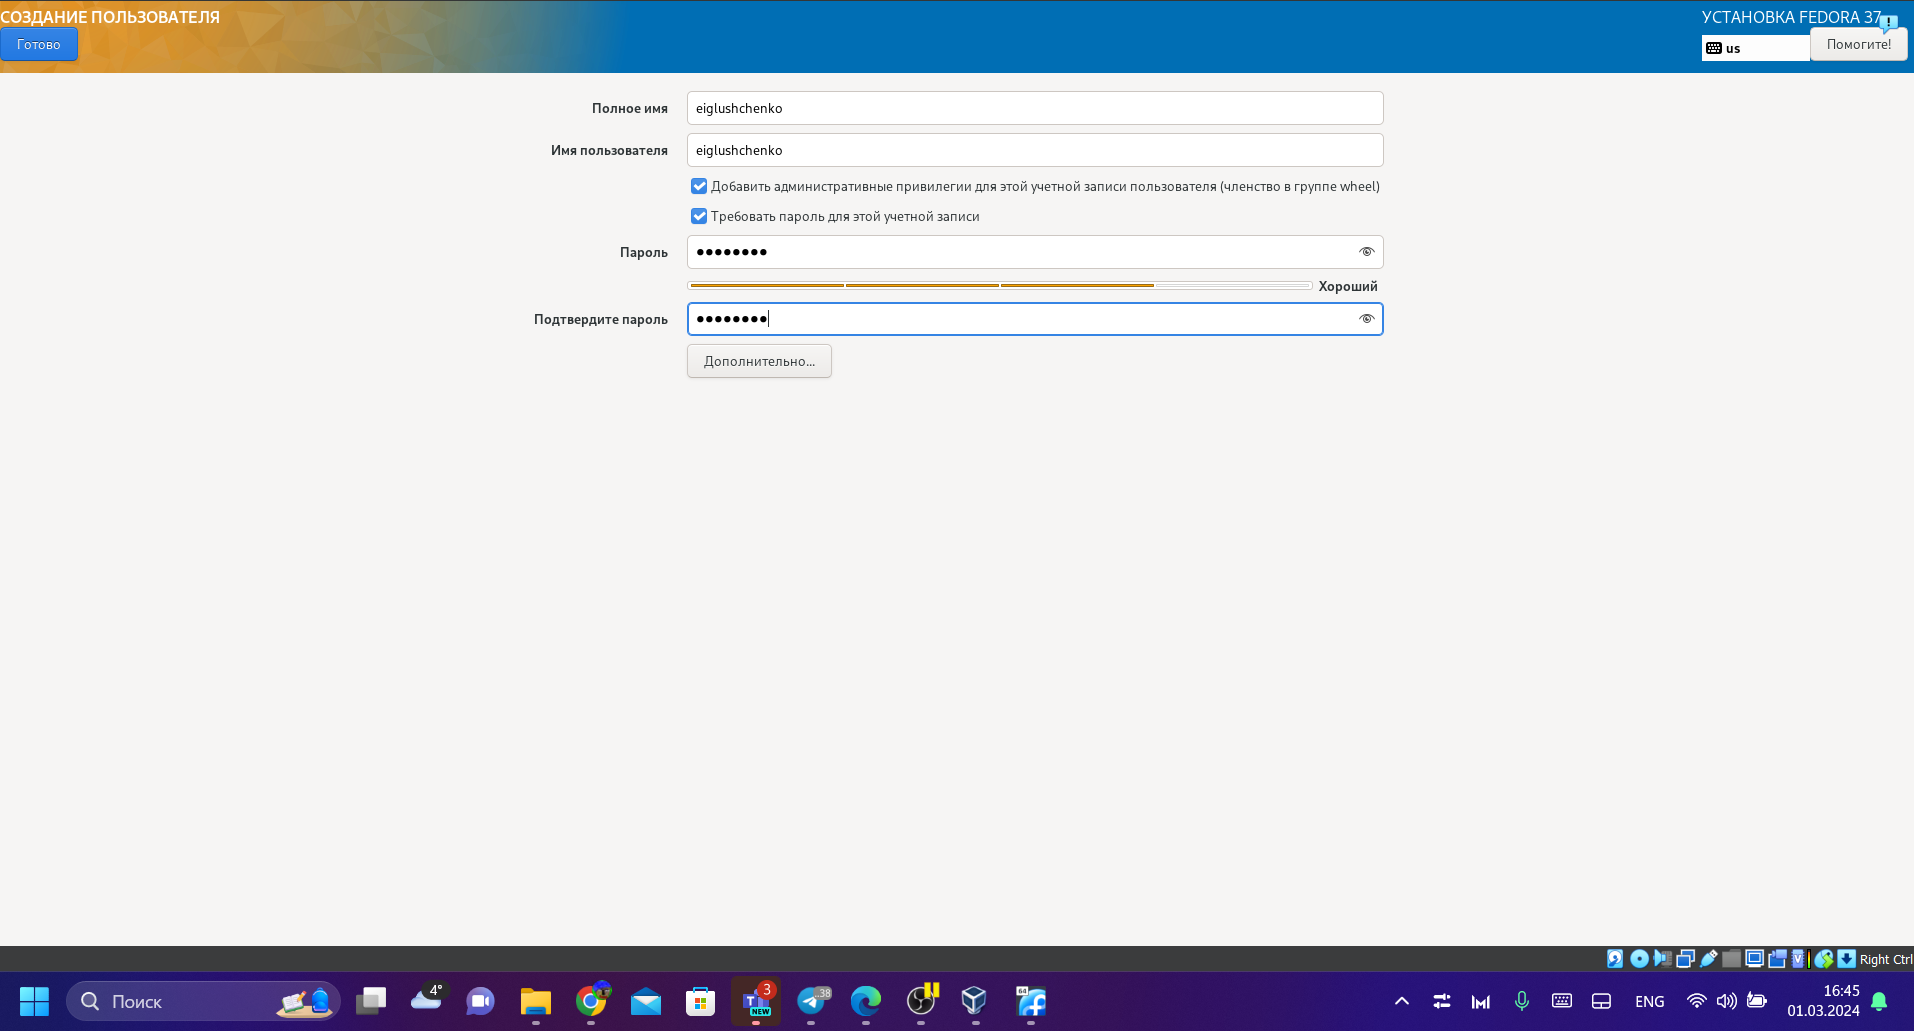 СОЗДАНИЕ ПОЛЬЗОВАТЕЛЯ
УСТАНОВКА FEDORA 37
Готово
us
Помогите!
Полное имя
eiglushchenko
Имя пользователя
eiglushchenko
Добавить административные привилегии для этой учетной записи пользователя (членство в группе wheel)
Требовать пароль для этой учетной записи
Пароль
●●●●●●●●
Хороший
Подтвердите пароль
●●●●●●●●
Дополнительно...
Right Ctrl
Поиск
4°
3
NEW
..38
64
ENG
16:45
01.03.2024